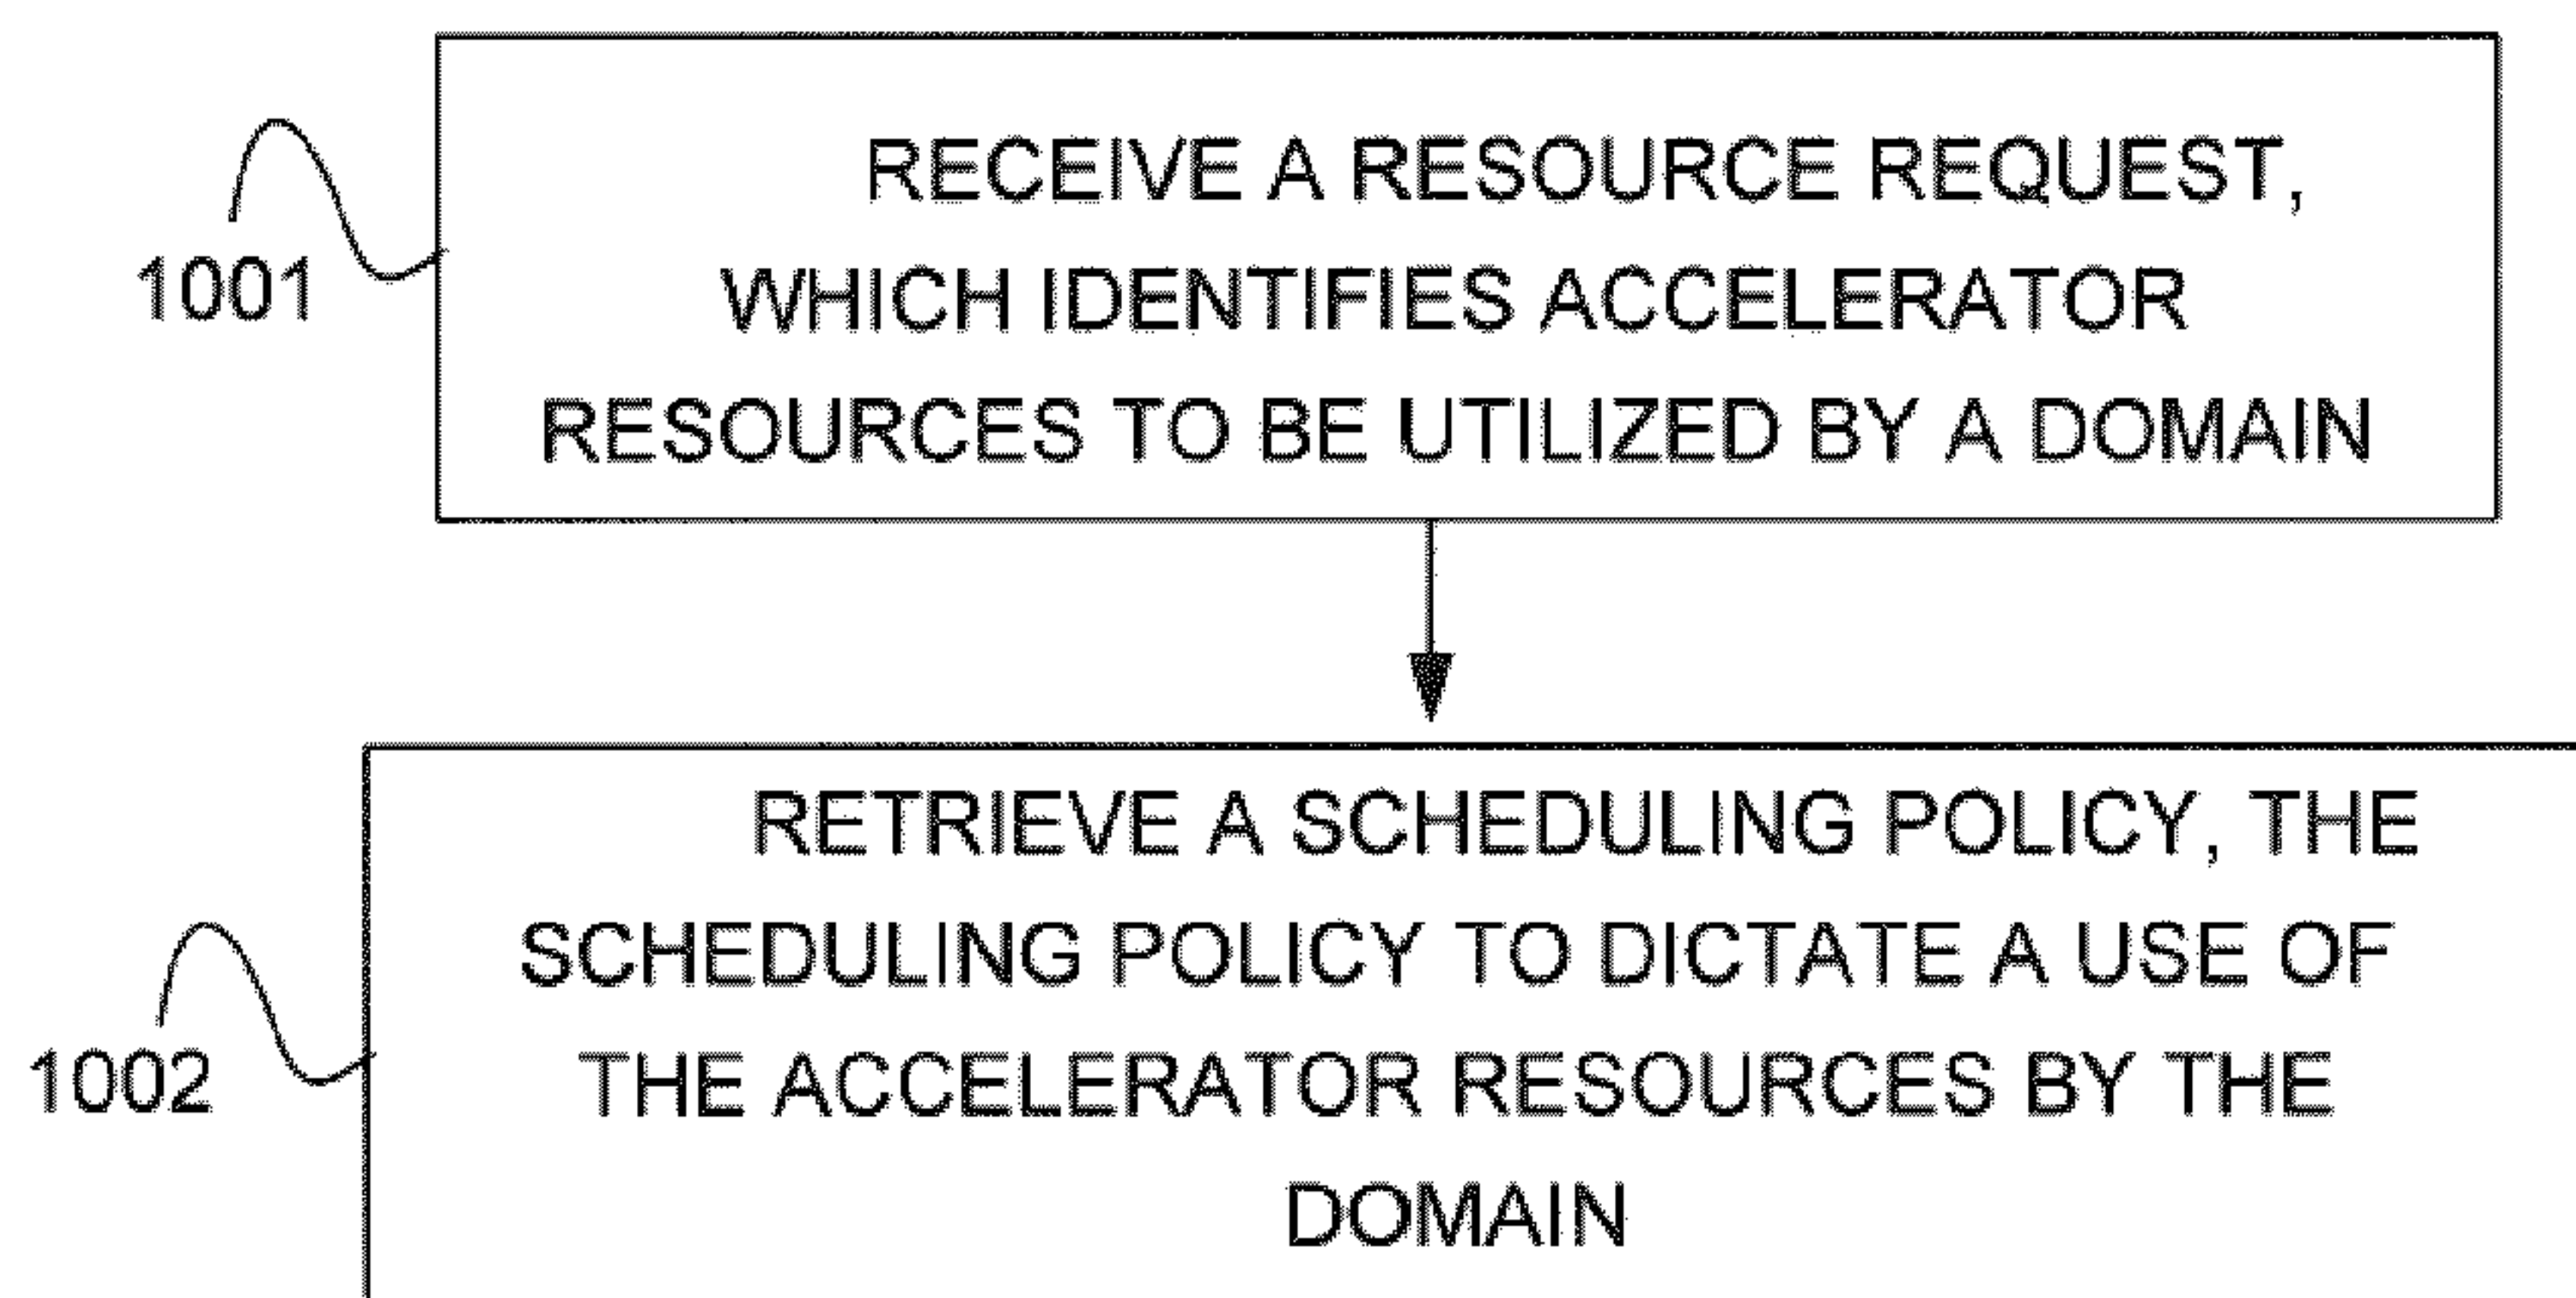 RECEIVE A RESOURCE REQUEST,
WHICH IDENTIFIES ACCELERATOR
RESOURCES TO BE UTILIZED BY A DOMAIN
1001
RETRIEVE A SCHEDULING POLICY, THE
SCHEDULING POLICY TO DICTATE A USE OF
THE ACCELERATOR RESOURCES BY THE
DOMAIN
1002